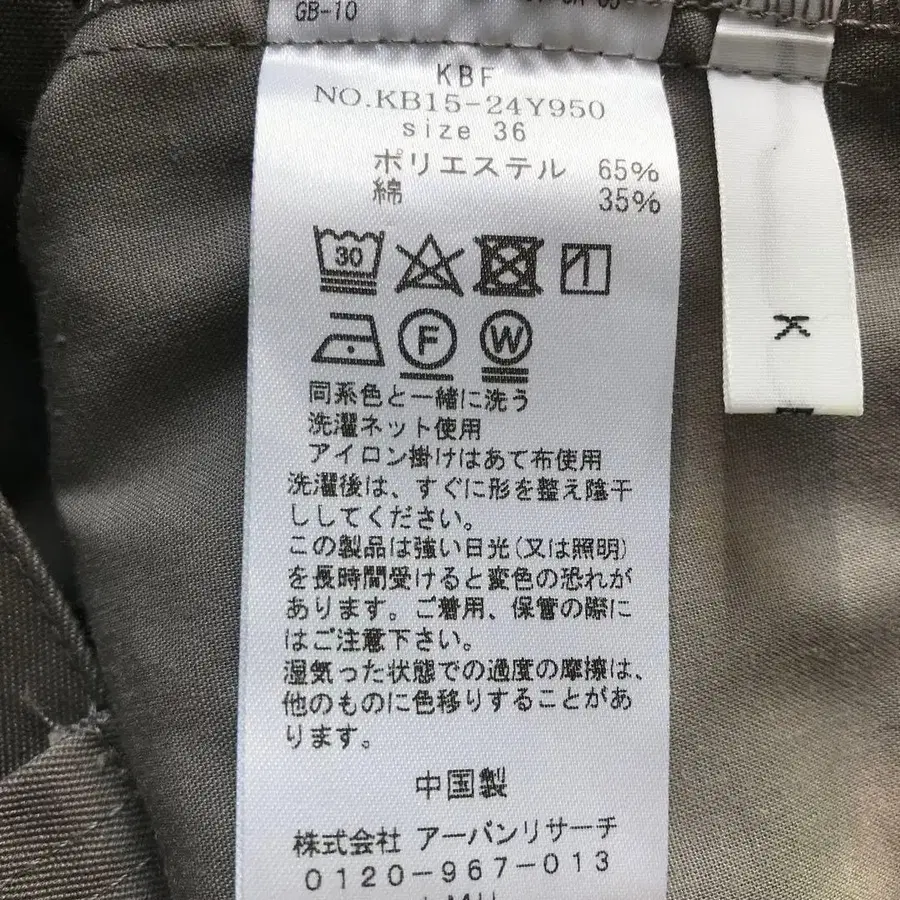 GB-10
KBF
NO.KB15-24Y950
size 36
ポリエステル 65%
綿 35%
30
F W
同系色と一緒に洗う
洗濯ネット使用
アイロン掛けはあて布使用
洗濯後は、すぐに形を整え陰干
ししてください。
この製品は強い日光(又は照明)
を長時間受けると変色の恐れが
あります。ご着用、保管の際に
はご注意下さい。
湿気った状態での過度の摩擦は、
他のものに色移りすることがあ
ります。
中国製
株式会社 アーバンリサーチ
0120-967-013
K